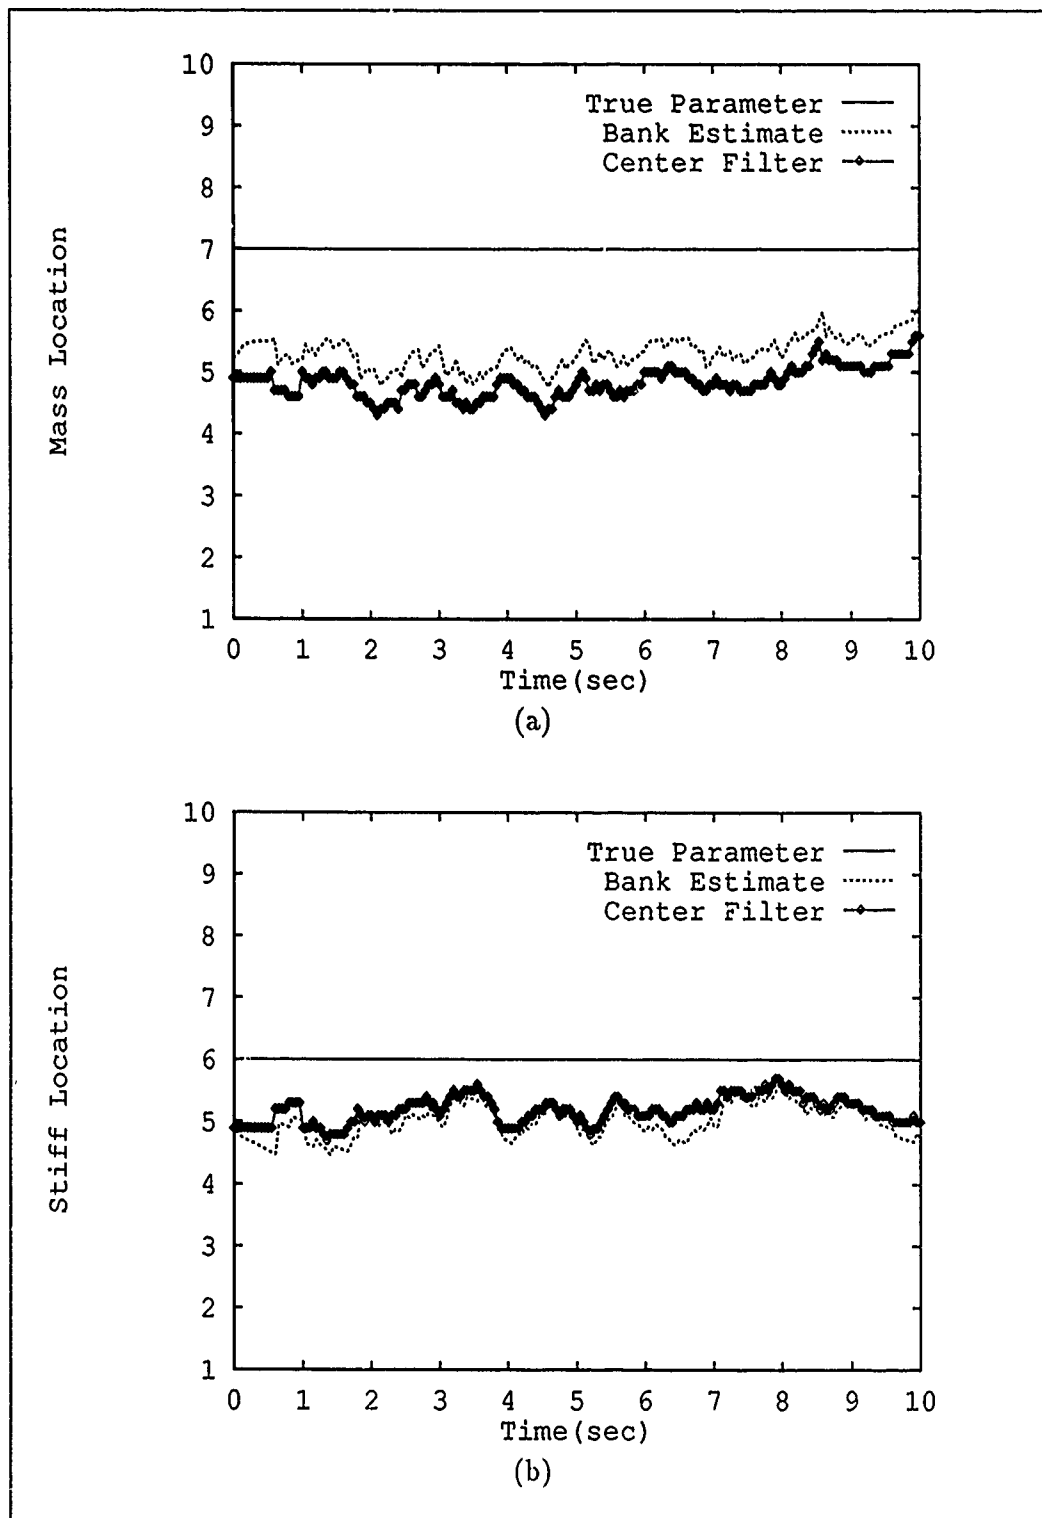 10
True Parameter
9
Bank Estimate
Center Filter
8
7
6
5
4
3
2
1
Mass Location
0 1 2 3 4 5 6 7 8 9 10
Time(sec)
(a)
10
True Parameter
9
Bank Estimate
Center Filter
8
7
6
5
4
3
2
1
Stiff Location
0 1 2 3 4 5 6 7 8 9 10
Time(sec)
(b)